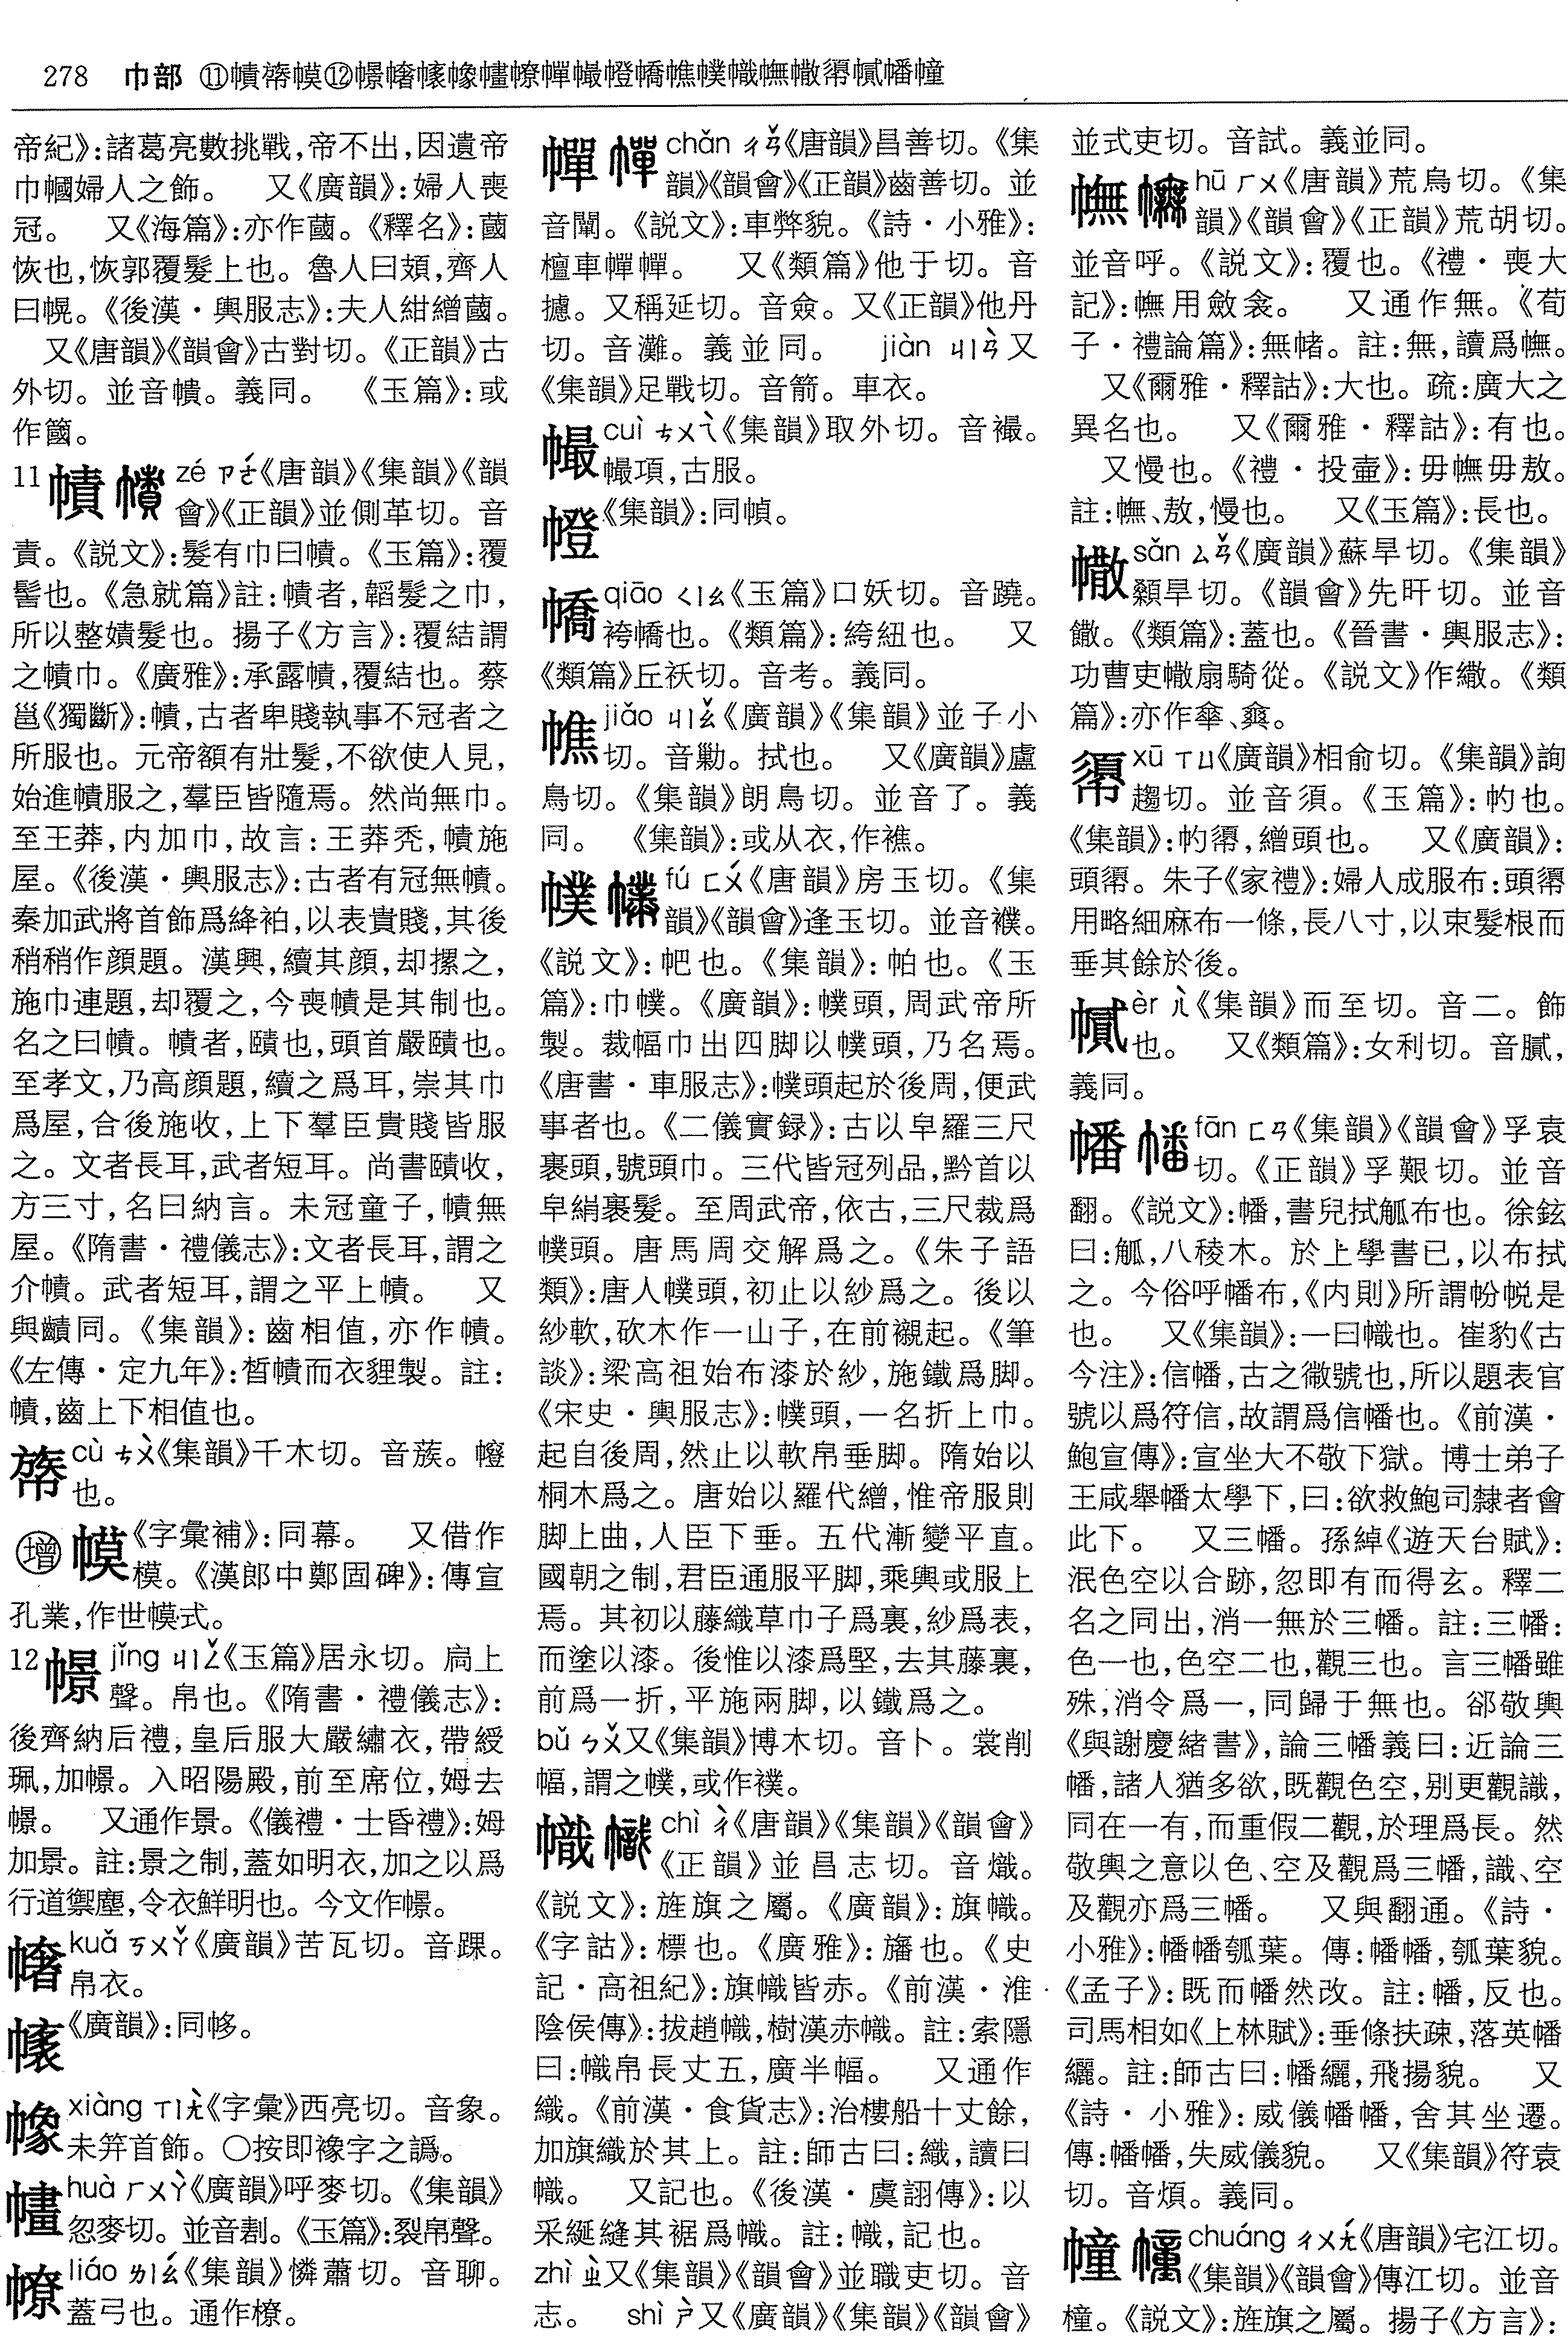 278 巾部 ⑪幘㡜幙⑫憬幆幏幜㡇幝幧㡡幨幞幟幠㡣㡏幡幢
帝紀》:諸葛亮數挑戰,帝不出,因遺帝
巾幗婦人之飾。 又《廣韻》:婦人喪
冠。 又《海篇》:亦作蔮。《釋名》:蔮
恢也,恢郭覆髮上也。魯人曰頍,齊人
曰幌。《後漢・輿服志》:夫人紺繒蔮。
又《唐韻》《韻會》古對切。《正韻》古
外切。並音幩。義同。 《玉篇》:或
作簂。
11幘 zé ㄗㄜˊ《唐韻》《集韻》《韻
會》《正韻》並側革切。音
責。《説文》:髮有巾曰幘。《玉篇》:覆
髻也。《急就篇》註:幘者,韜髮之巾,
所以整嫧髮也。揚子《方言》:覆結謂
之幘巾。《廣雅》:承露幘,覆結也。蔡
邕《獨斷》:幘,古者卑賤執事不冠者之
所服也。元帝額有壯髮,不欲使人見,
始進幘服之,羣臣皆隨焉。然尚無巾。
至王莽,内加巾,故言:王莽秃,幘施
屋。《後漢・輿服志》:古者有冠無幘。
秦加武將首飾爲絳袙,以表貴賤,其後
稍稍作顔題。漢興,續其顔,却摞之,
施巾連題,却覆之,今喪幘是其制也。
名之曰幘。幘者,賾也,頭首嚴賾也。
至孝文,乃高顔題,續之爲耳,崇其巾
爲屋,合後施收,上下羣臣貴賤皆服
之。文者長耳,武者短耳。尚書賾收,
方三寸,名曰納言。未冠童子,幘無
屋。《隋書・禮儀志》:文者長耳,謂之
介幘。武者短耳,謂之平上幘。 又
與齰同。《集韻》:齒相值,亦作幘。
《左傳・定九年》:皙幘而衣貍製。註:
幘,齒上下相值也。
cù ㄘㄨˋ《集韻》千木切。音蔟。㡡
也。
增 幙《字彙補》:同幕。 又借作
模。《漢郎中鄭固碑》:傳宣
孔業,作世幙式。
12幜 jǐng ㄐㄧㄥˇ《玉篇》居永切。扃上
聲。帛也。《隋書・禮儀志》:
後齊納后禮,皇后服大嚴繡衣,帶綬
珮,加幜。入昭陽殿,前至席位,姆去
幜。 又通作景。《儀禮・士昏禮》:姆
加景。註:景之制,蓋如明衣,加之以爲
行道禦塵,令衣鮮明也。今文作幜。
kuǎ ㄎㄨㄚˇ《廣韻》苦瓦切。音踝。
帛衣。
《廣韻》:同㡅。
xiàng ㄒㄧㄤˋ《字彙》西亮切。音象。
未笄首飾。○按即襐字之譌。
huà ㄏㄨㄚˋ《廣韻》呼麥切。《集韻》
忽麥切。並音剨。《玉篇》:裂帛聲。
liáo ㄌㄧㄠˊ《集韻》憐蕭切。音聊。
蓋弓也。通作橑。
幝 chǎn ㄔㄢˇ《唐韻》昌善切。《集
韻》《韻會》《正韻》齒善切。並
音闡。《説文》:車弊貌。《詩・小雅》:
檀車幝幝。 又《類篇》他于切。音
攄。又稱延切。音㢟。又《正韻》他丹
切。音灘。義並同。 jiàn ㄐㄧㄢˋ又
《集韻》足戰切。音箭。車衣。
cuì ㄘㄨㄟˋ《集韻》取外切。音襊。
㡐項,古服。
《集韻》:同幀。
qiāo ㄑㄧㄠ《玉篇》口妖切。音蹺。
袴㡑也。《類篇》:絝紐也。 又
《類篇》丘袄切。音考。義同。
jiǎo ㄐㄧㄠˇ《廣韻》《集韻》並子小
切。音勦。拭也。 又《廣韻》盧
鳥切。《集韻》朗鳥切。並音了。義
同。 《集韻》:或从衣,作襍。
幞 fú ㄈㄨˊ《唐韻》房玉切。《集
韻》《韻會》逢玉切。並音襆。
《説文》:帊也。《集韻》:帕也。《玉
篇》:巾幞。《廣韻》:幞頭,周武帝所
製。裁幅巾出四脚以幞頭,乃名焉。
《唐書・車服志》:幞頭起於後周,便武
事者也。《二儀實録》:古以皁羅三尺
裹頭,號頭巾。三代皆冠列品,黔首以
皁絹裹髮。至周武帝,依古,三尺裁爲
幞頭。唐馬周交解爲之。《朱子語
類》:唐人幞頭,初止以紗爲之。後以
紗軟,砍木作一山子,在前襯起。《筆
談》:梁高祖始布漆於紗,施鐵爲脚。
《宋史・輿服志》:幞頭,一名折上巾。
起自後周,然止以軟帛垂脚。隋始以
桐木爲之。唐始以羅代繒,惟帝服則
脚上曲,人臣下垂。五代漸變平直。
國朝之制,君臣通服平脚,乘輿或服上
焉。其初以藤織草巾子爲裏,紗爲表,
而塗以漆。後惟以漆爲堅,去其藤裏,
前爲一折,平施兩脚,以鐵爲之。
bǔ ㄅㄨˇ又《集韻》博木切。音卜。裳削
幅,謂之幞,或作襆。
幟 chì ㄔˋ《唐韻》《集韻》《韻會》
《正韻》並昌志切。音熾。
《説文》:旌旗之屬。《廣韻》:旗幟。
《字詁》:標也。《廣雅》:旛也。《史
記・高祖紀》:旗幟皆赤。《前漢・淮
陰侯傳》:拔趙幟,樹漢赤幟。註:索隱
曰:幟帛長丈五,廣半幅。 又通作
織。《前漢・食貨志》:治樓船十丈餘,
加旗織於其上。註:師古曰:織,讀曰
幟。 又記也。《後漢・虞詡傳》:以
采綖縫其裾爲幟。註:幟,記也。
zhì ㄓˋ又《集韻》《韻會》並職吏切。音
志。 shì ㄕˋ又《廣韻》《集韻》《韻會》
並式吏切。音試。義並同。
幠 hū ㄏㄨ《唐韻》荒烏切。《集
韻》《韻會》《正韻》荒胡切。
並音呼。《説文》:覆也。《禮・喪大
記》:幠用斂衾。 又通作無。《荀
子・禮論篇》:無帾。註:無,讀爲幠。
又《爾雅・釋詁》:大也。疏:廣大之
異名也。 又《爾雅・釋詁》:有也。
又慢也。《禮・投壷》:毋幠毋敖。
註:幠、敖,慢也。 又《玉篇》:長也。
sǎn ㄙㄢˇ《廣韻》蘇旱切。《集韻》
顙旱切。《韻會》先旰切。並音
饊。《類篇》:蓋也。《晉書・輿服志》:
功曹吏㡔扇騎從。《説文》作繖。《類
篇》:亦作傘、㒹。
xū ㄒㄩ《廣韻》相俞切。《集韻》詢
趨切。並音須。《玉篇》:帉也。
《集韻》:帉㡏,繒頭也。 又《廣韻》:
頭㡏。朱子《家禮》:婦人成服布:頭㡏
用略細麻布一條,長八寸,以束髮根而
垂其餘於後。
èr ㄦˋ《集韻》而至切。音二。飾
也。 又《類篇》:女利切。音膩,
義同。
幡 fān ㄈㄢ《集韻》《韻會》孚袁
切。《正韻》孚艱切。並音
翻。《説文》:幡,書兒拭觚布也。徐鉉
曰:觚,八稜木。於上學書已,以布拭
之。今俗呼幡布,《内則》所謂帉帨是
也。 又《集韻》:一曰幟也。崔豹《古
今注》:信幡,古之徽號也,所以題表官
號以爲符信,故謂爲信幡也。《前漢・
鮑宣傳》:宣坐大不敬下獄。博士弟子
王咸舉幡太學下,曰:欲救鮑司隸者會
此下。 又三幡。孫綽《遊天台賦》:
泯色空以合跡,忽即有而得玄。釋二
名之同出,消一無於三幡。註:三幡:
色一也,色空二也,觀三也。言三幡雖
殊,消令爲一,同歸于無也。郤敬輿
《與謝慶緒書》,論三幡義曰:近論三
幡,諸人猶多欲,既觀色空,别更觀識,
同在一有,而重假二觀,於理爲長。然
敬輿之意以色、空及觀爲三幡,識、空
及觀亦爲三幡。 又與翻通。《詩・
小雅》:幡幡瓠葉。傳:幡幡,瓠葉貌。
《孟子》:既而幡然改。註:幡,反也。
司馬相如《上林賦》:垂條扶疎,落英幡
纚。註:師古曰:幡纚,飛揚貌。 又
《詩・小雅》:威儀幡幡,舍其坐遷。
傳:幡幡,失威儀貌。 又《集韻》符袁
切。音煩。義同。
幢 chuáng ㄔㄨㄤˊ《唐韻》宅江切。
《集韻》《韻會》傳江切。並音
橦。《説文》:旌旗之屬。揚子《方言》: